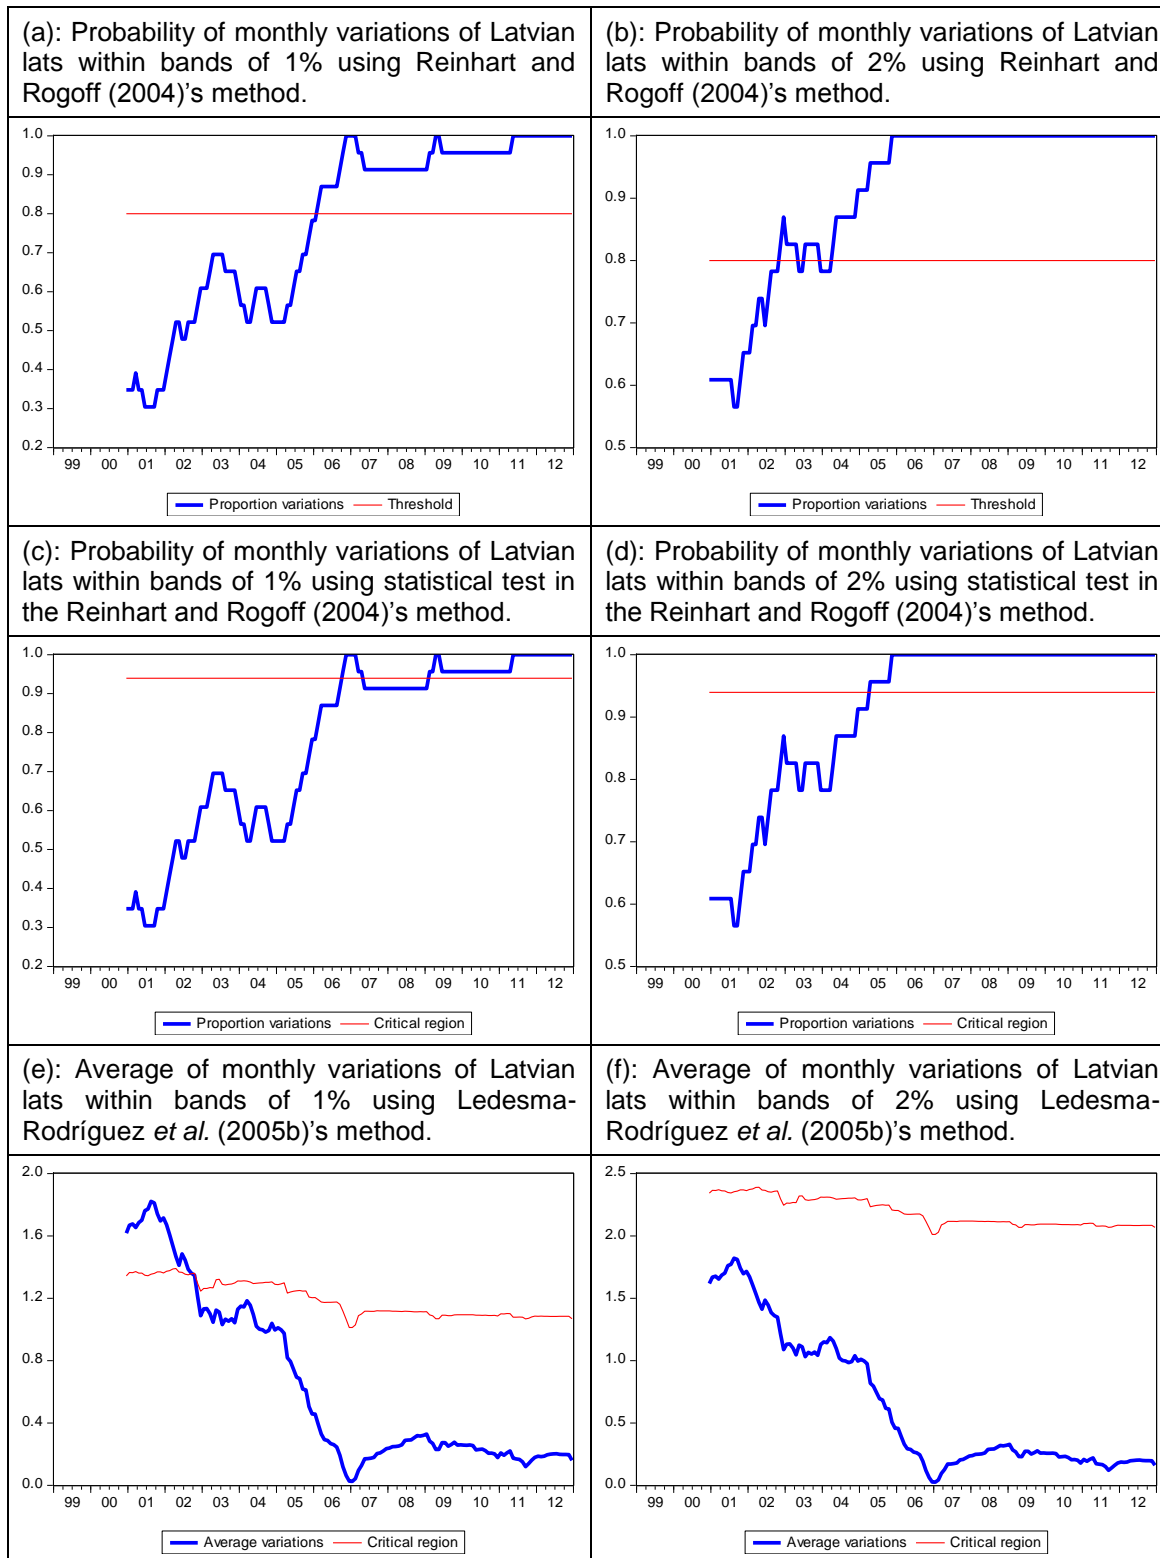 (a): Probability of monthly variations of Latvian
lats within bands of 1% using Reinhart and
Rogoff (2004)'s method.
(b): Probability of monthly variations of Latvian
lats within bands of 2% using Reinhart and
Rogoff (2004)'s method.
1.0
0.9
0.8
0.7
0.6
0.5
0.4
0.3
0.2
99 00 01 02 03 04 05 06 07 08 09 10 11 12
Proportion variations Threshold
1.0
0.9
0.8
0.7
0.6
0.5
99 00 01 02 03 04 05 06 07 08 09 10 11 12
Proportion variations Threshold
(c): Probability of monthly variations of Latvian
lats within bands of 1% using statistical test in
the Reinhart and Rogoff (2004)'s method.
(d): Probability of monthly variations of Latvian
lats within bands of 2% using statistical test in
the Reinhart and Rogoff (2004)'s method.
1.0
0.9
0.8
0.7
0.6
0.5
0.4
0.3
0.2
99 00 01 02 03 04 05 06 07 08 09 10 11 12
Proportion variations Critical region
1.0
0.9
0.8
0.7
0.6
0.5
99 00 01 02 03 04 05 06 07 08 09 10 11 12
Proportion variations Critical region
(e): Average of monthly variations of Latvian
lats within bands of 1% using Ledesma-
Rodríguez et al. (2005b)'s method.
(f): Average of monthly variations of Latvian
lats within bands of 2% using Ledesma-
Rodríguez et al. (2005b)'s method.
2.0
1.6
1.2
0.8
0.4
0.0
99 00 01 02 03 04 05 06 07 08 09 10 11 12
Average variations Critical region
2.5
2.0
1.5
1.0
0.5
0.0
99 00 01 02 03 04 05 06 07 08 09 10 11 12
Average variations Critical region